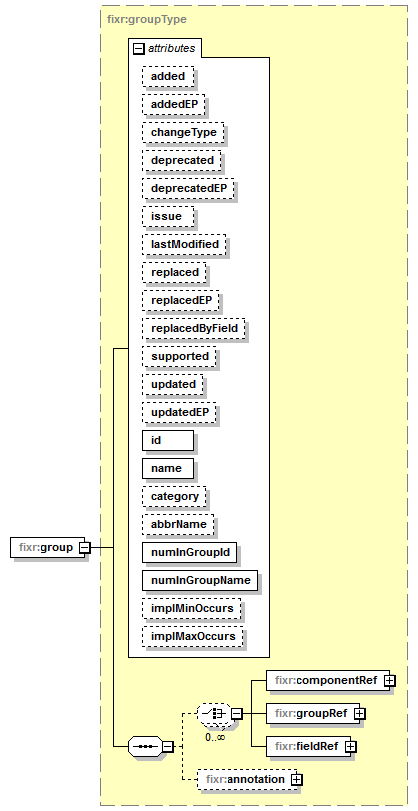 fixr:groupType
attributes
added
addedEP
changeType
deprecated
deprecatedEP
issue
lastModified
replaced
replacedEP
replacedByField
supported
updated
updatedEP
id
name
category
abbrName
numInGroupId
numInGroupName
implMinOccurs
implMaxOccurs
fixr:group
0..∞
fixr:componentRef
fixr:groupRef
fixr:fieldRef
fixr:annotation